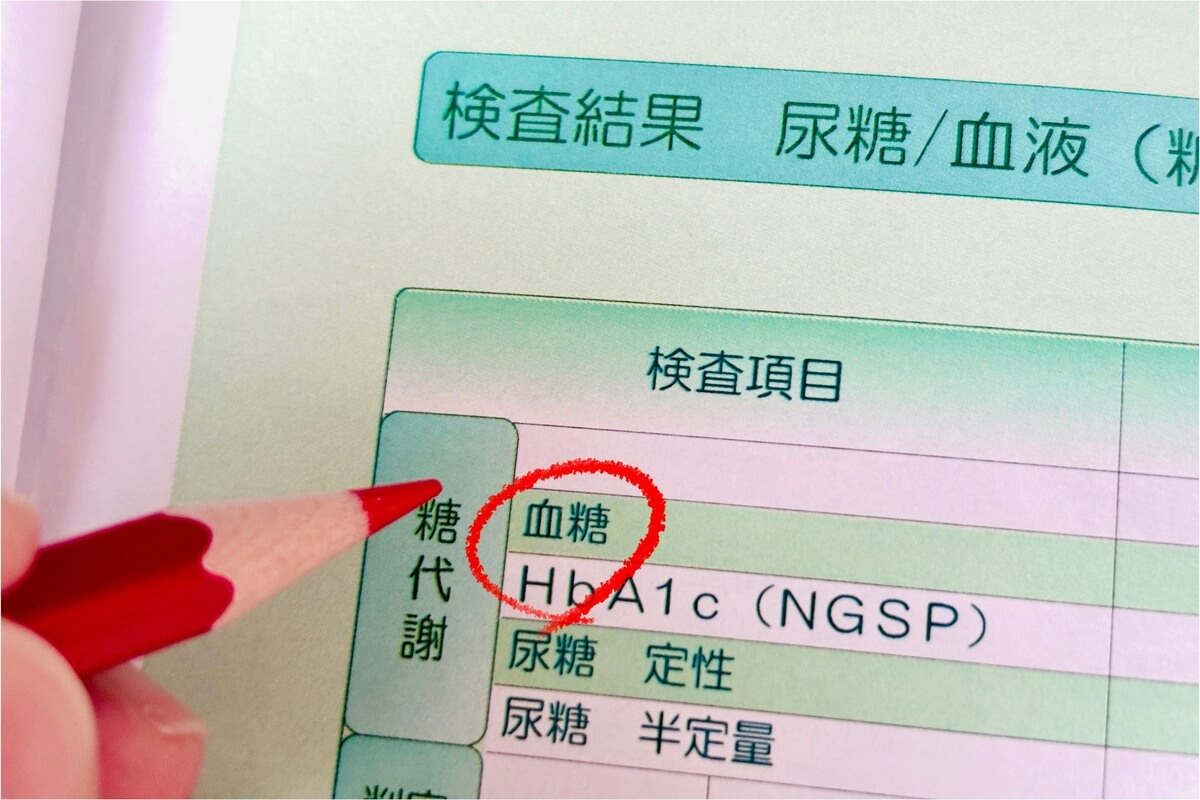 検査結果 尿糖/血液（糖
検査項目
糖代謝
血糖
HbA1c（NGSP）
尿糖 定性
尿糖 半定量